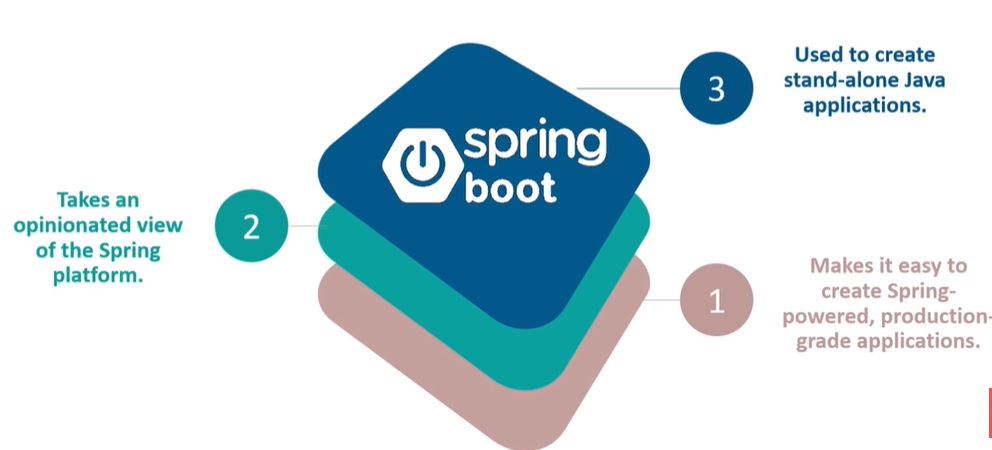 3
Used to create
stand-alone Java
applications.
spring
boot
Takes an
opinionated view
of the Spring
platform.
2
1
Makes it easy to
create Spring-
powered, production-
grade applications.